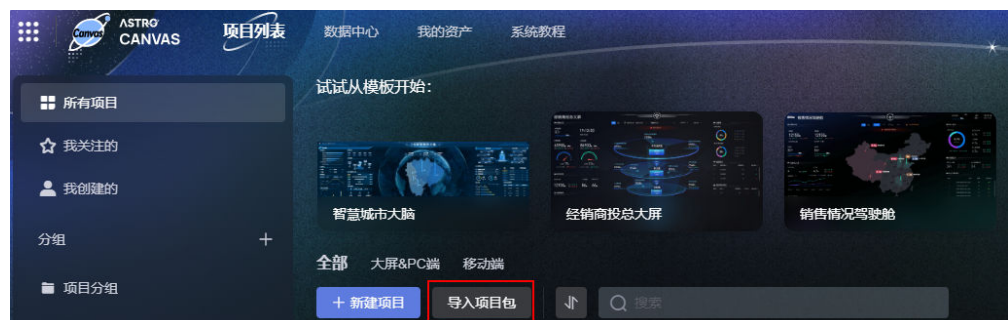 ASTRO
CANVAS
Canvas
项目列表
数据中心
我的资产
系统教程
所有项目
我关注的
我创建的
分组
项目分组
试试从模板开始：
智慧城市大脑
经销商投总大屏
销售情况驾驶舱
全部 大屏&PC端 移动端
+ 新建项目
导入项目包
搜索